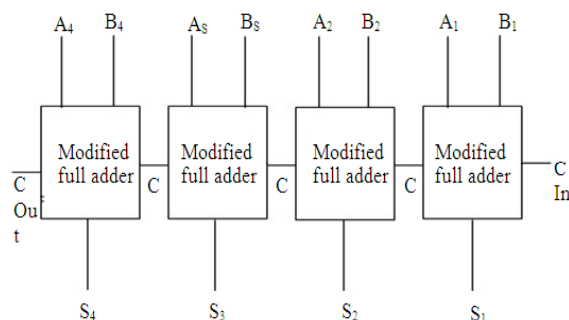 A4 B4 A8 B8 A2 B2 A1 B1
Modified full adder
Modified full adder
Modified full adder
Modified full adder
C Out
C
C
C
C In
S4 S3 S2 S1